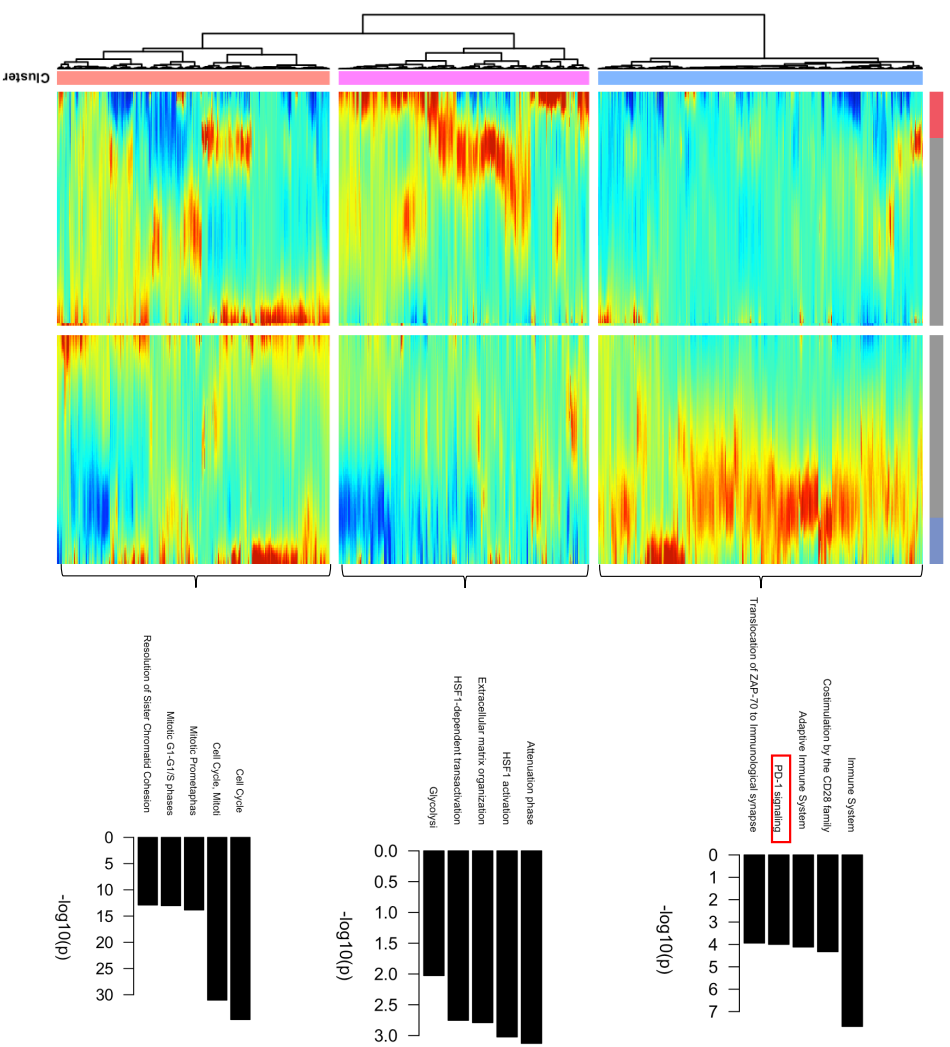 Cluster
Resolution of Sister Chromatid Cohesion
Mitotic G1-G1/S phases
Mitotic Prometaphas
Cell Cycle, Mitoti
Cell Cycle
0
5
10
15
20
25
30
-log10(p)
Glycolysi
HSF1-dependent transactivation
Extracellular matrix organization
HSF1 activation
Attenuation phase
0.0
0.5
1.0
1.5
2.0
2.5
3.0
-log10(p)
Translocation of ZAP-70 to Immunological synapse
PD-1 signaling
Adaptive Immune System
Costimulation by the CD28 family
Immune System
0
1
2
3
4
5
6
7
-log10(p)